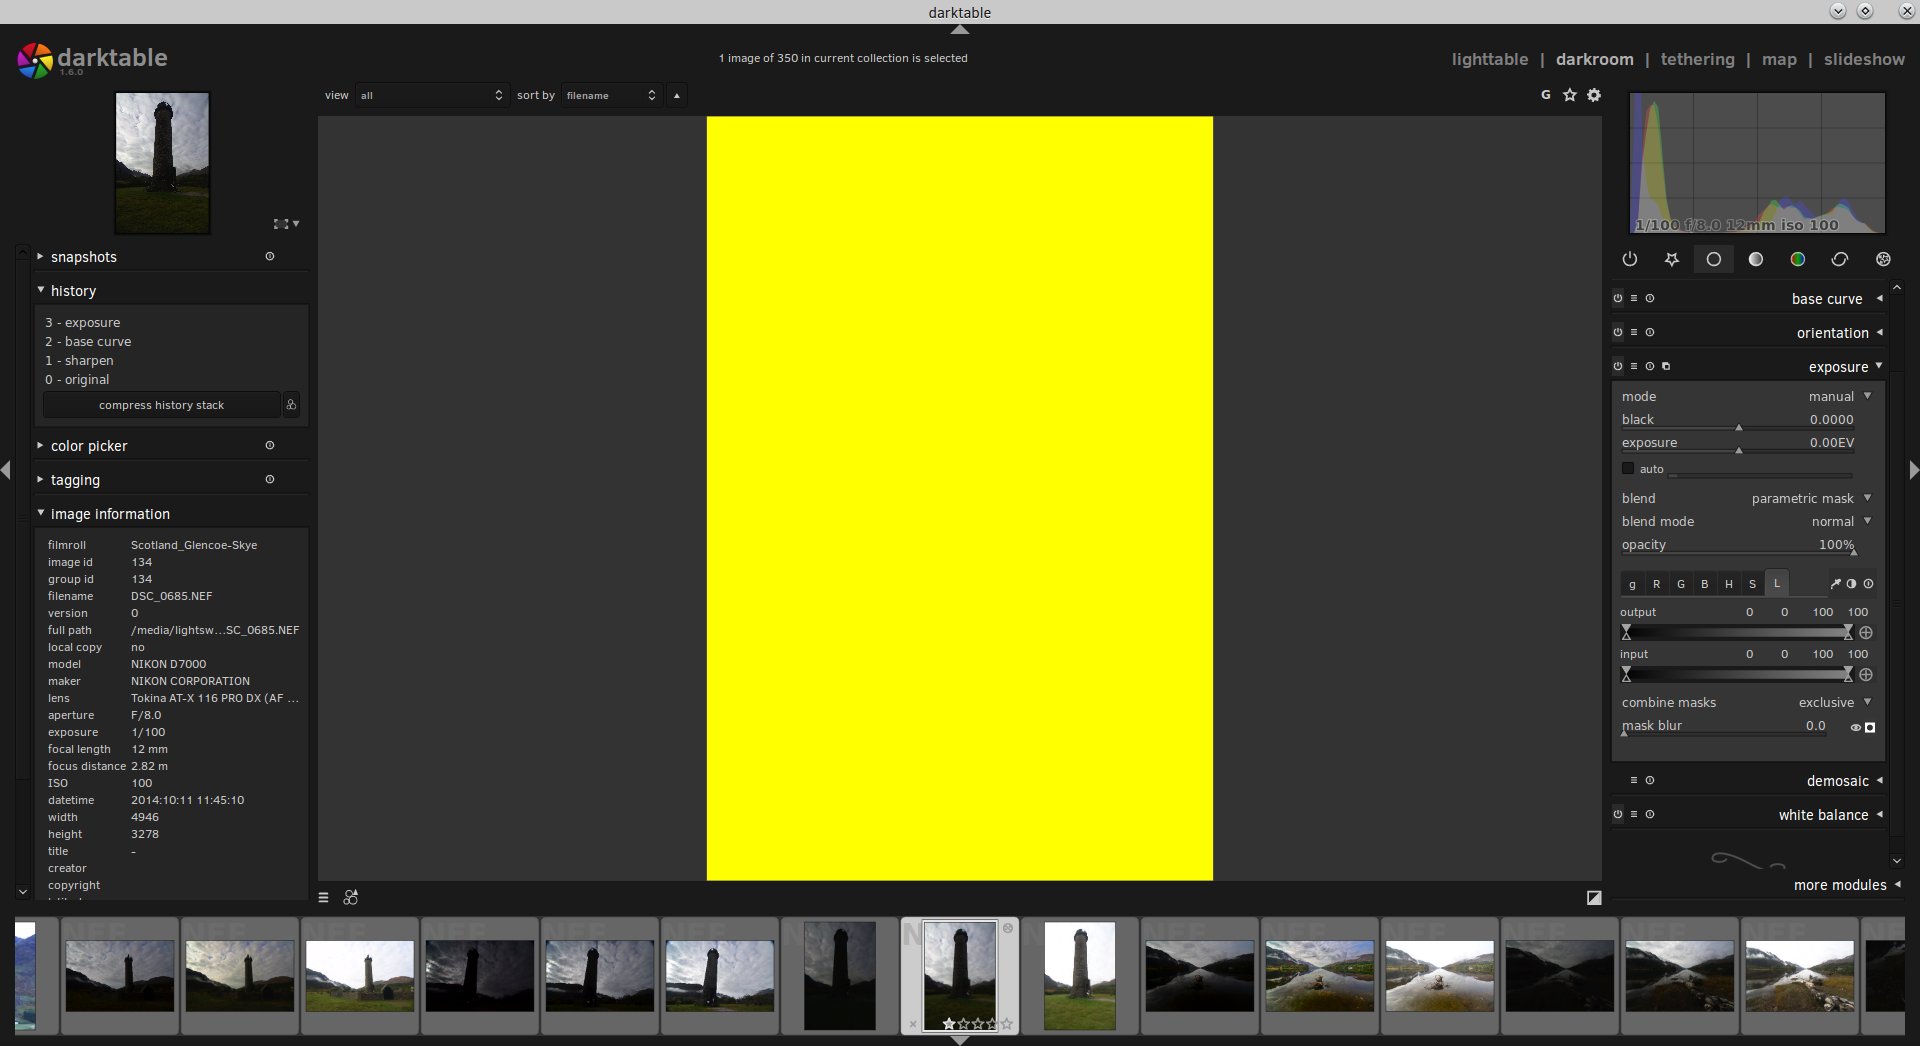 darktable
darktable
1.6.0
1 image of 350 in current collection is selected
lighttable | darkroom | tethering | map | slideshow
view all sort by filename
G
1/100 f/8.0 12mm iso 100
snapshots
history
3 - exposure
2 - base curve
1 - sharpen
0 - original
compress history stack
color picker
tagging
image information
filmroll Scotland_Glencoe-Skye
image id 134
group id 134
filename DSC_0685.NEF
version 0
full path /media/lightsw...SC_0685.NEF
local copy no
model NIKON D7000
maker NIKON CORPORATION
lens Tokina AT-X 116 PRO DX (AF ...
aperture F/8.0
exposure 1/100
focal length 12 mm
focus distance 2.82 m
ISO 100
datetime 2014:10:11 11:45:10
width 4946
height 3278
title -
creator
copyright
base curve
orientation
exposure
mode manual
black 0.0000
exposure 0.00EV
auto
blend parametric mask
blend mode normal
opacity 100%
g R G B H S L
output 0 0 100 100
input 0 0 100 100
combine masks exclusive
mask blur 0.0
demosaic
white balance
more modules